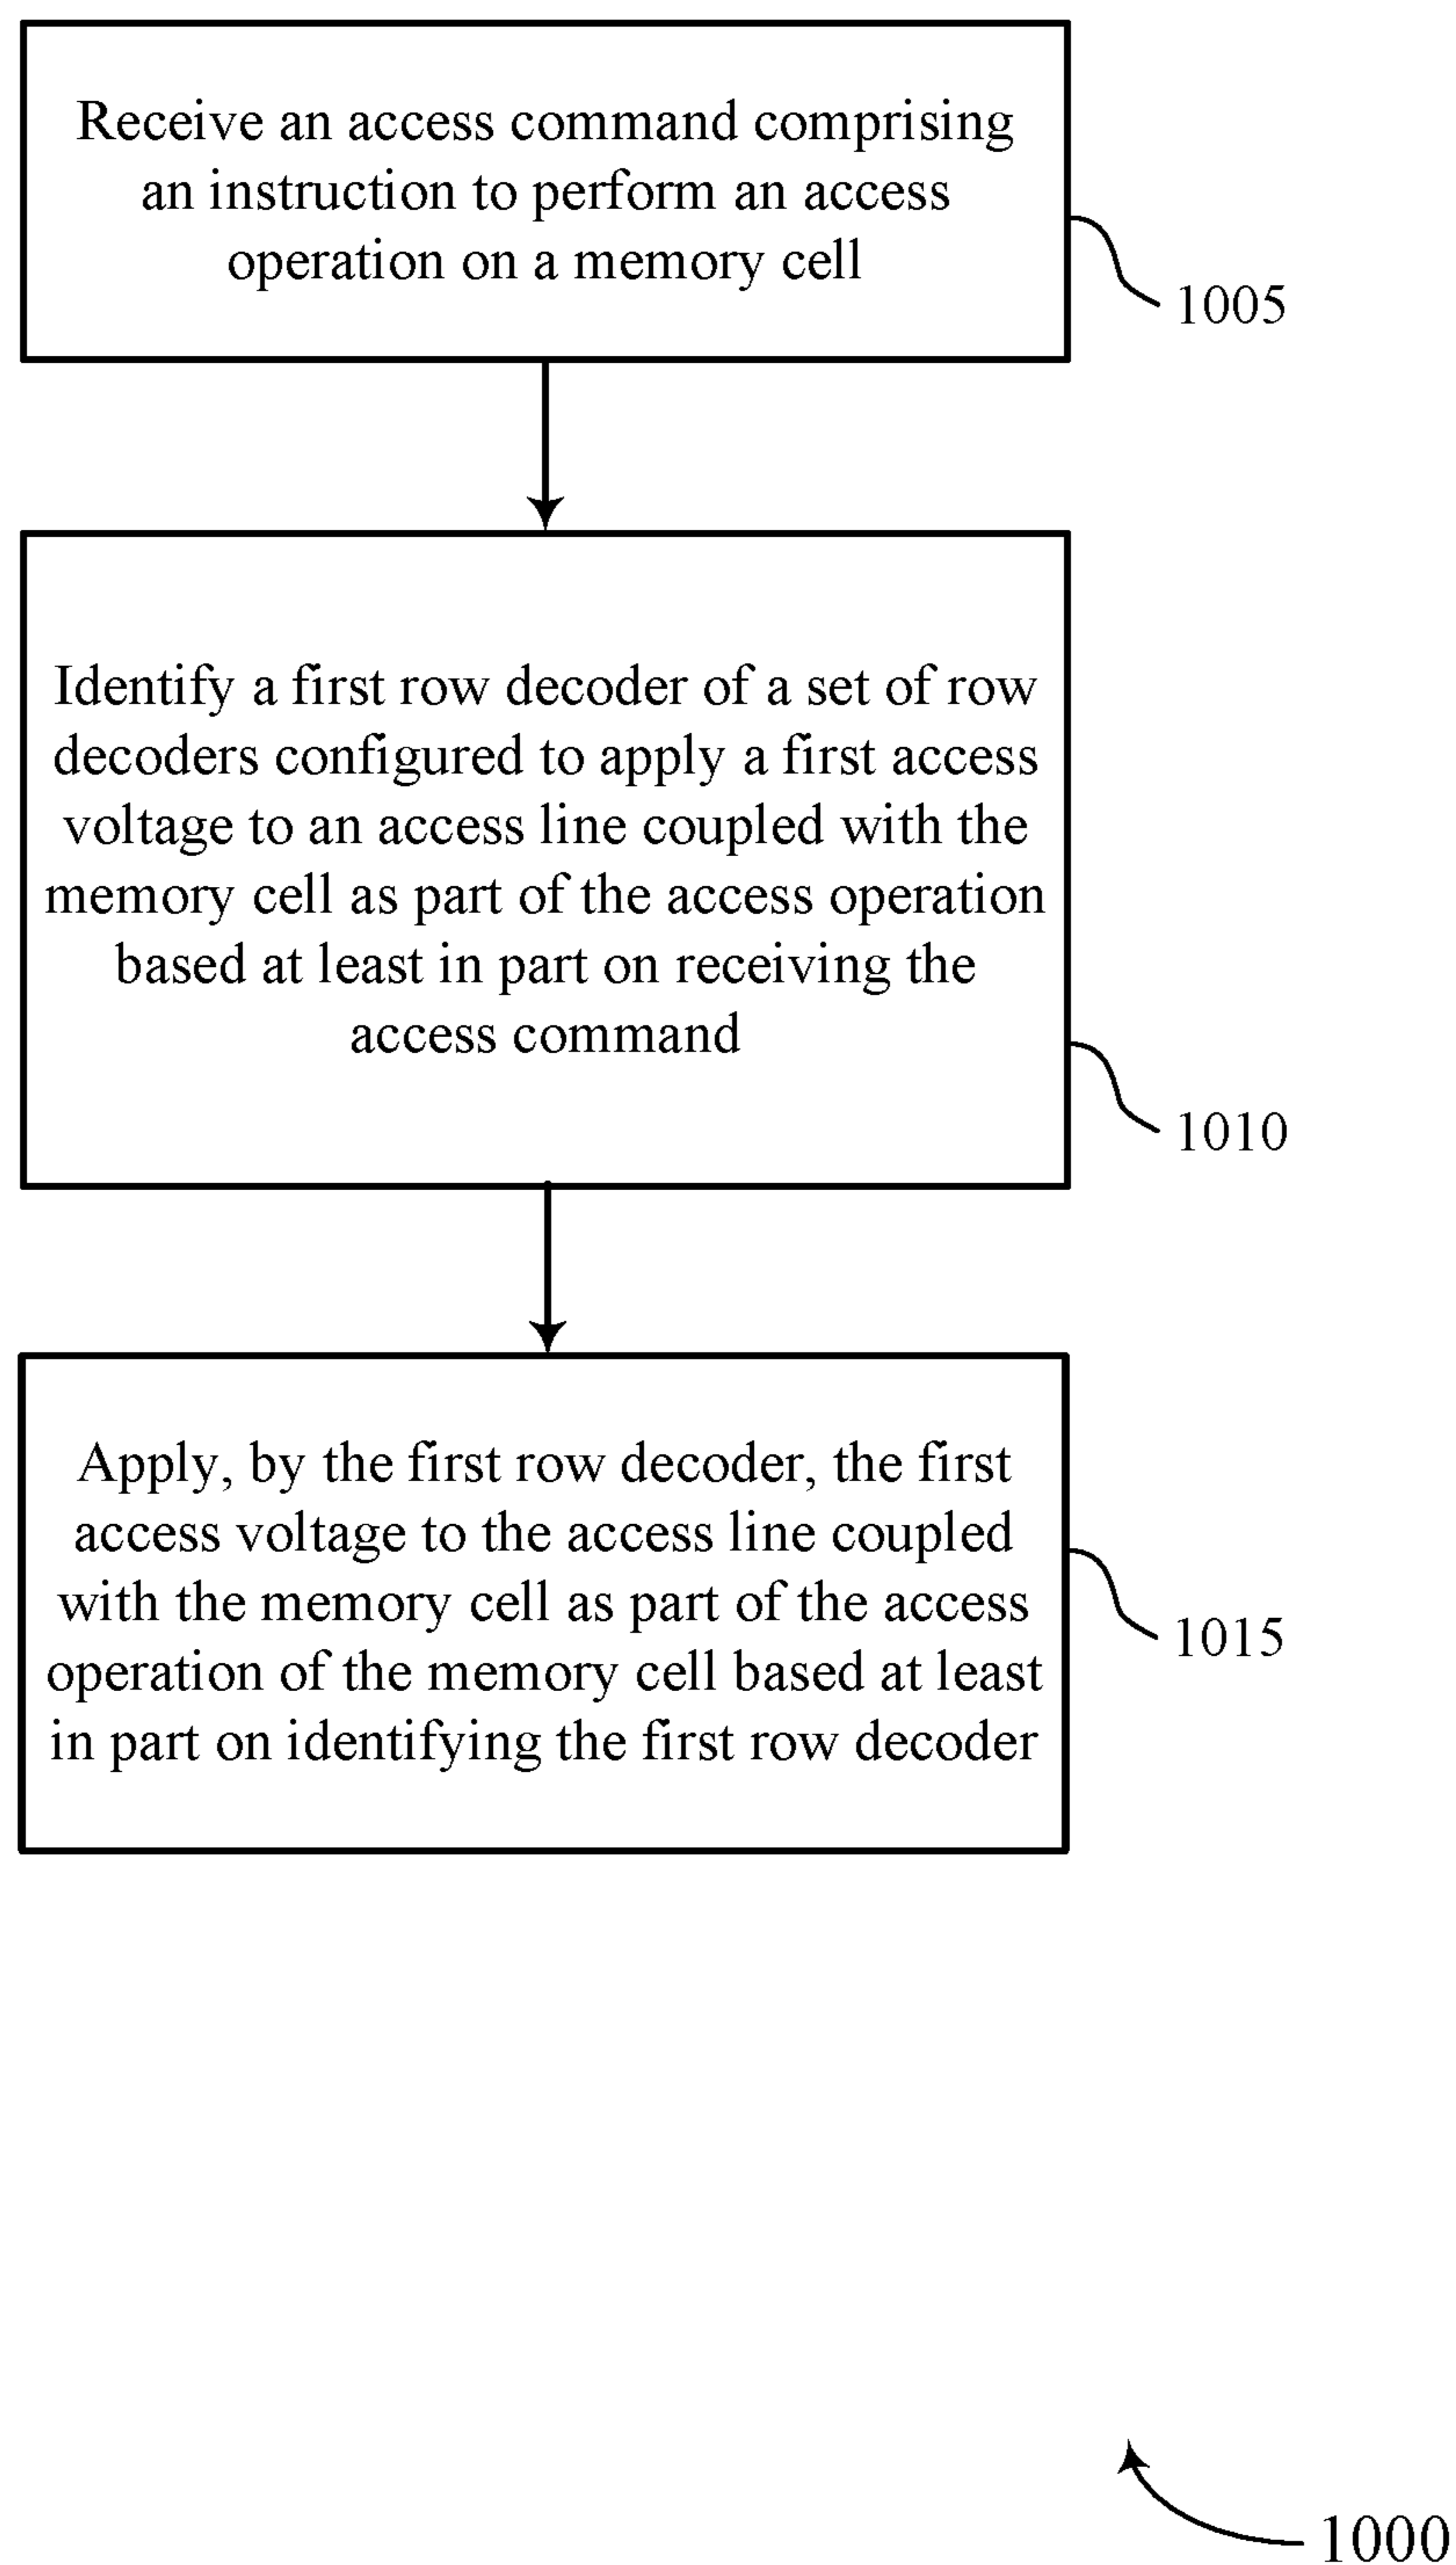 Receive an access command comprising
an instruction to perform an access
operation on a memory cell
1005
Identify a first row decoder of a set of row
decoders configured to apply a first access
voltage to an access line coupled with the
memory cell as part of the access operation
based at least in part on receiving the
access command
1010
Apply, by the first row decoder, the first
access voltage to the access line coupled
with the memory cell as part of the access
operation of the memory cell based at least
in part on identifying the first row decoder
1015
1000